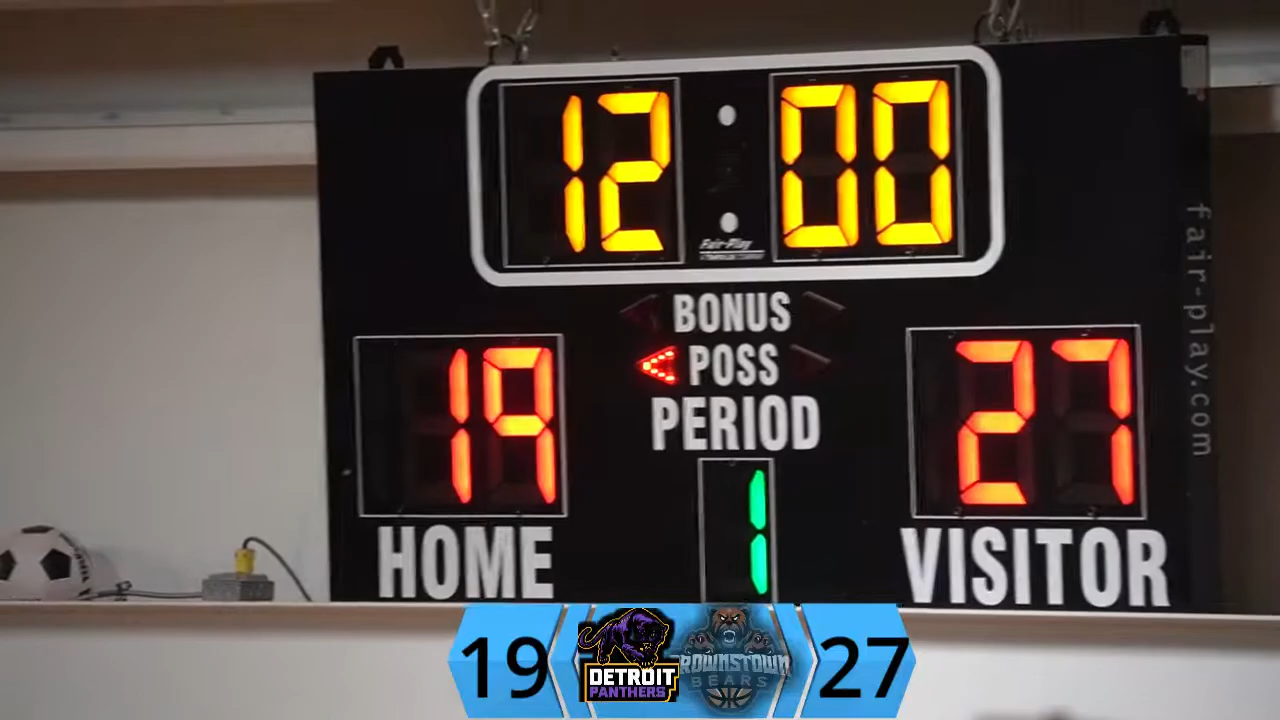 12:00
Fair-Play
BONUS
POSS
PERIOD
19
27
1
HOME
VISITOR
fair-play.com
19
DETROIT
PANTHERS
BROWNSTOWN
BEARS
27